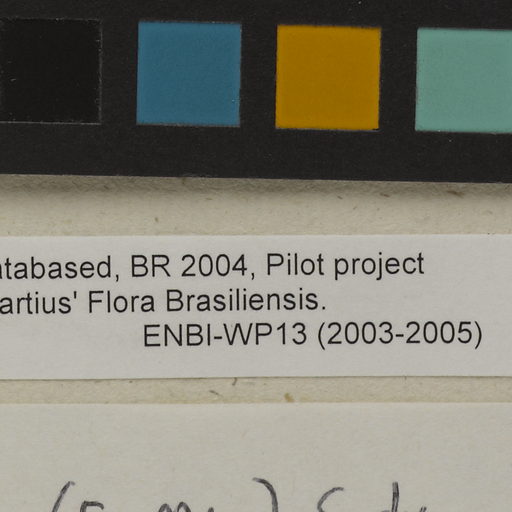 atabased, BR 2004, Pilot project
artius' Flora Brasiliensis.
ENBI-WP13 (2003-2005)